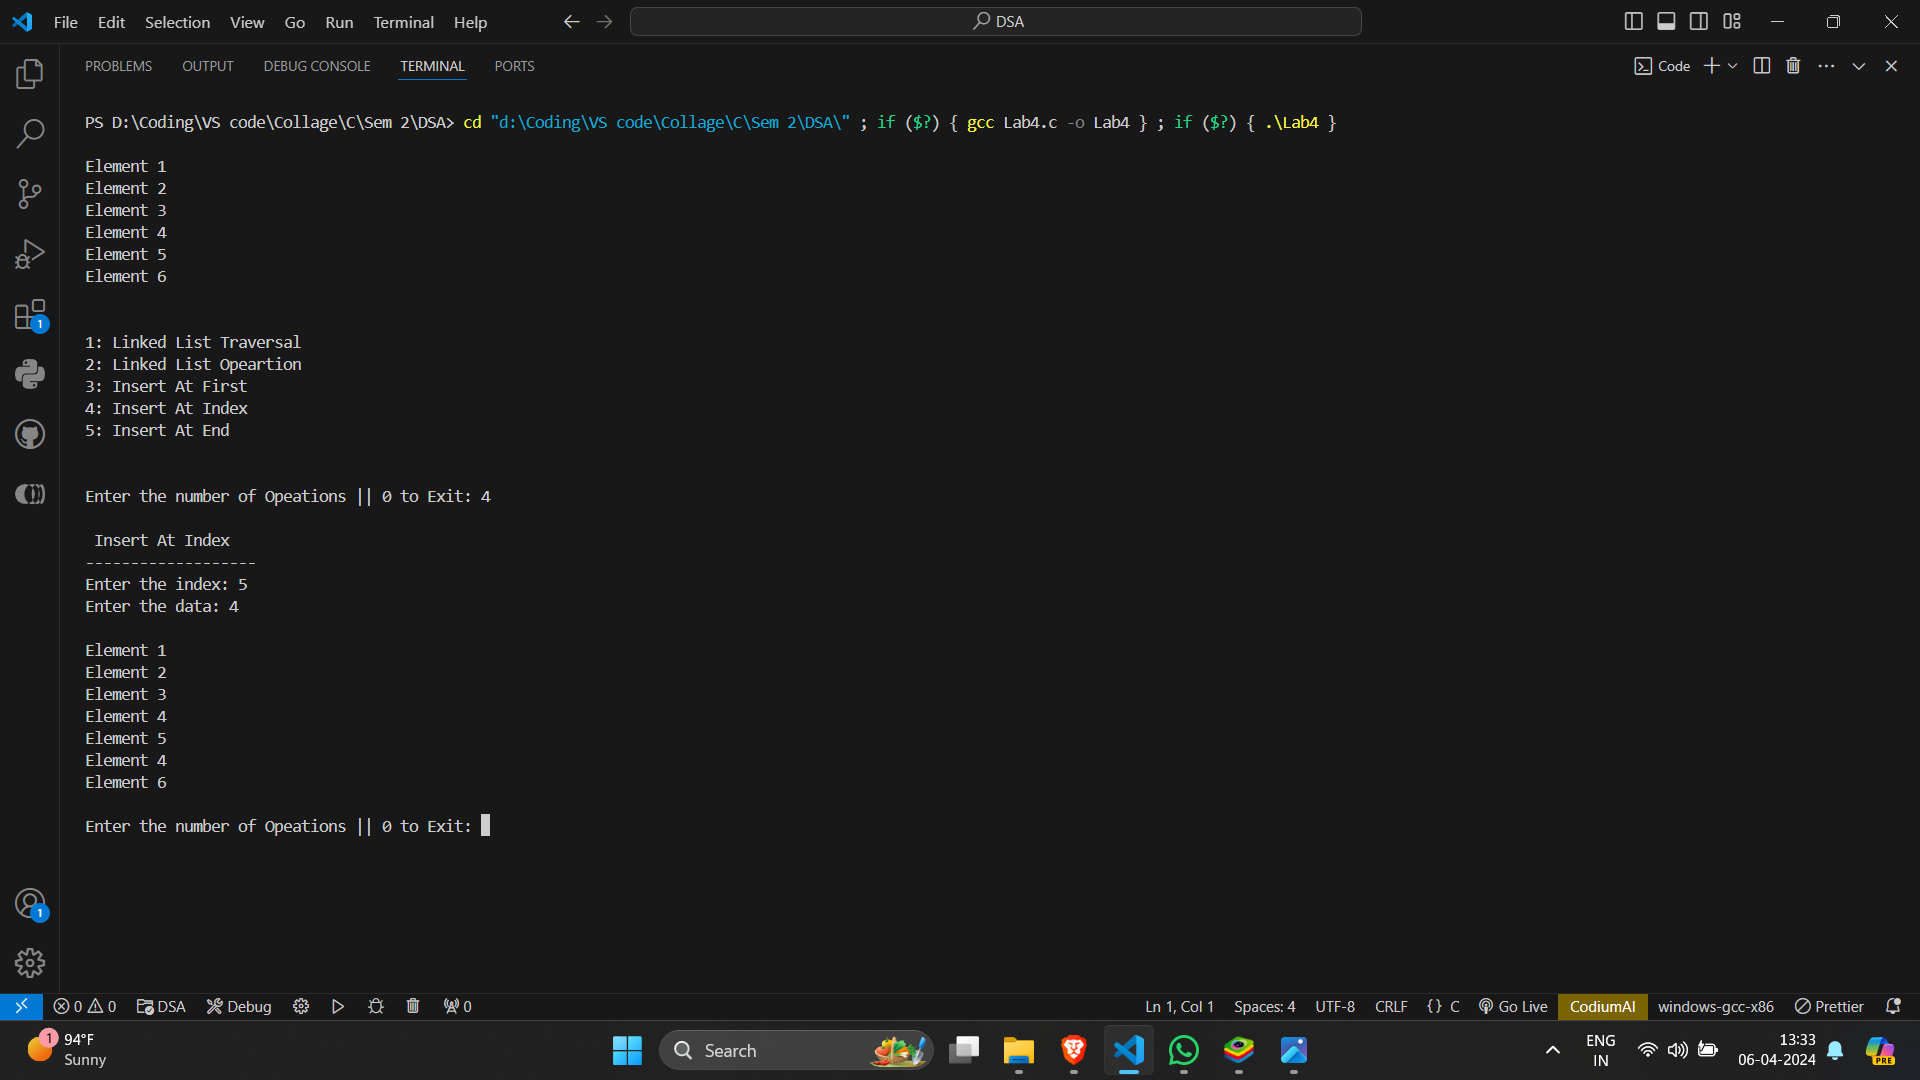 File Edit Selection View Go Run Terminal Help
DSA
PROBLEMS OUTPUT DEBUG CONSOLE TERMINAL PORTS
Code
PS D:\Coding\VS code\Collage\C\Sem 2\DSA> cd "d:\Coding\VS code\Collage\C\Sem 2\DSA\" ; if ($?) { gcc Lab4.c -o Lab4 } ; if ($?) { .\Lab4 }
Element 1
Element 2
Element 3
Element 4
Element 5
Element 6
1: Linked List Traversal
2: Linked List Opeartion
3: Insert At First
4: Insert At Index
5: Insert At End
Enter the number of Opeations || 0 to Exit: 4
Insert At Index
-------------------
Enter the index: 5
Enter the data: 4
Element 1
Element 2
Element 3
Element 4
Element 5
Element 4
Element 6
Enter the number of Opeations || 0 to Exit:
1
1
0 0 DSA Debug 0 Ln 1, Col 1 Spaces: 4 UTF-8 CRLF {} C Go Live CodiumAI windows-gcc-x86 Prettier
1 94°F
Sunny
Search
ENG
IN
13:33
06-04-2024
PRE